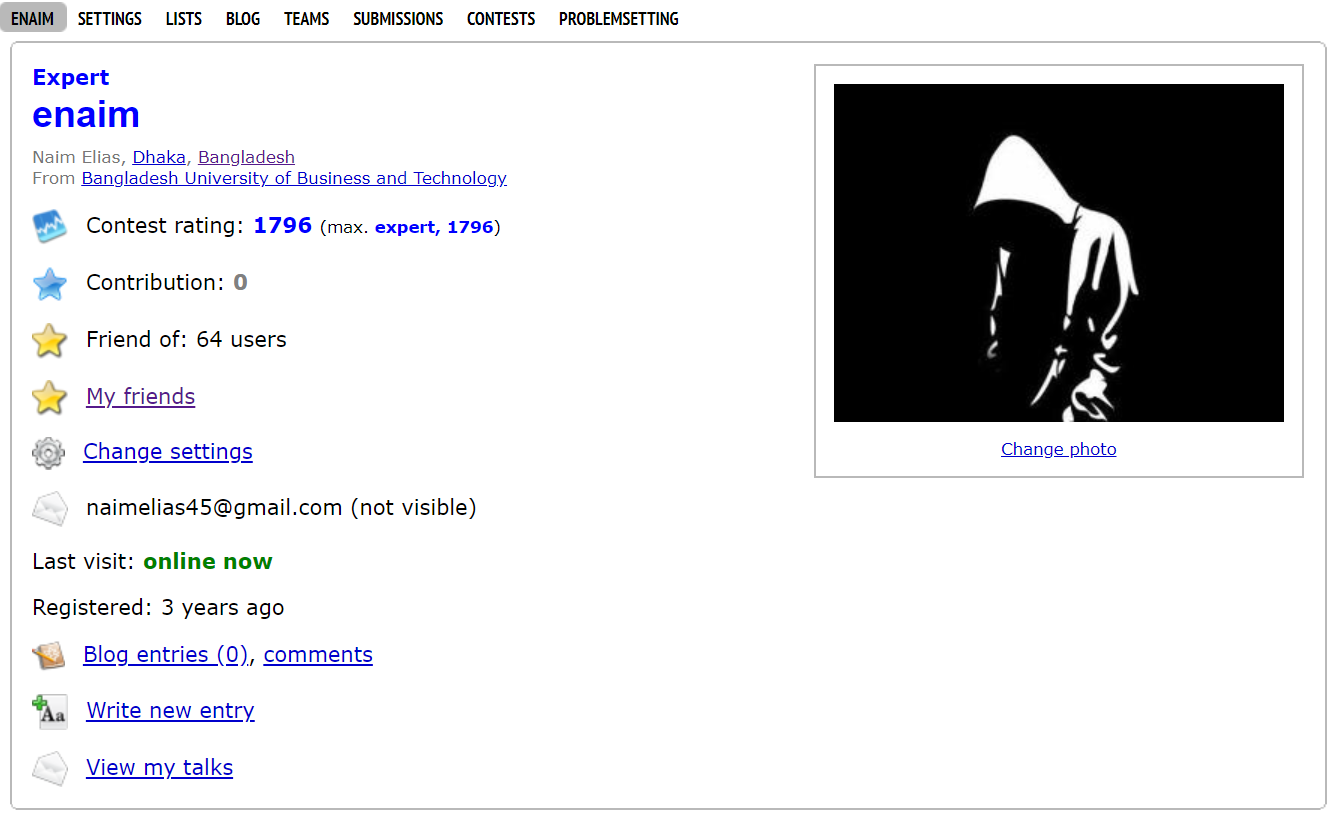 ENAIM SETTINGS LISTS BLOG TEAMS SUBMISSIONS CONTESTS PROBLEMSETTING
Expert
enaim
Naim Elias, Dhaka, Bangladesh
From Bangladesh University of Business and Technology
Contest rating: 1796 (max. expert, 1796)
Contribution: 0
Friend of: 64 users
My friends
Change settings
Change photo
naimelias45@gmail.com (not visible)
Last visit: online now
Registered: 3 years ago
Blog entries (0), comments
Aa
Write new entry
View my talks